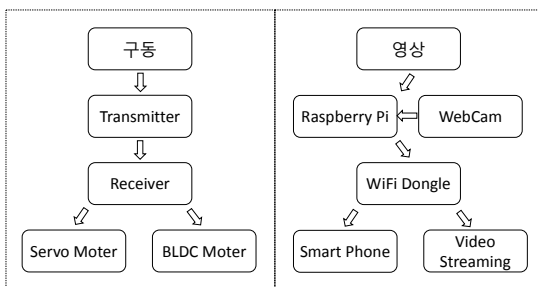 구동
Transmitter
Receiver
Servo Moter
BLDC Moter
영상
Raspberry Pi
WebCam
WiFi Dongle
Smart Phone
Video
Streaming